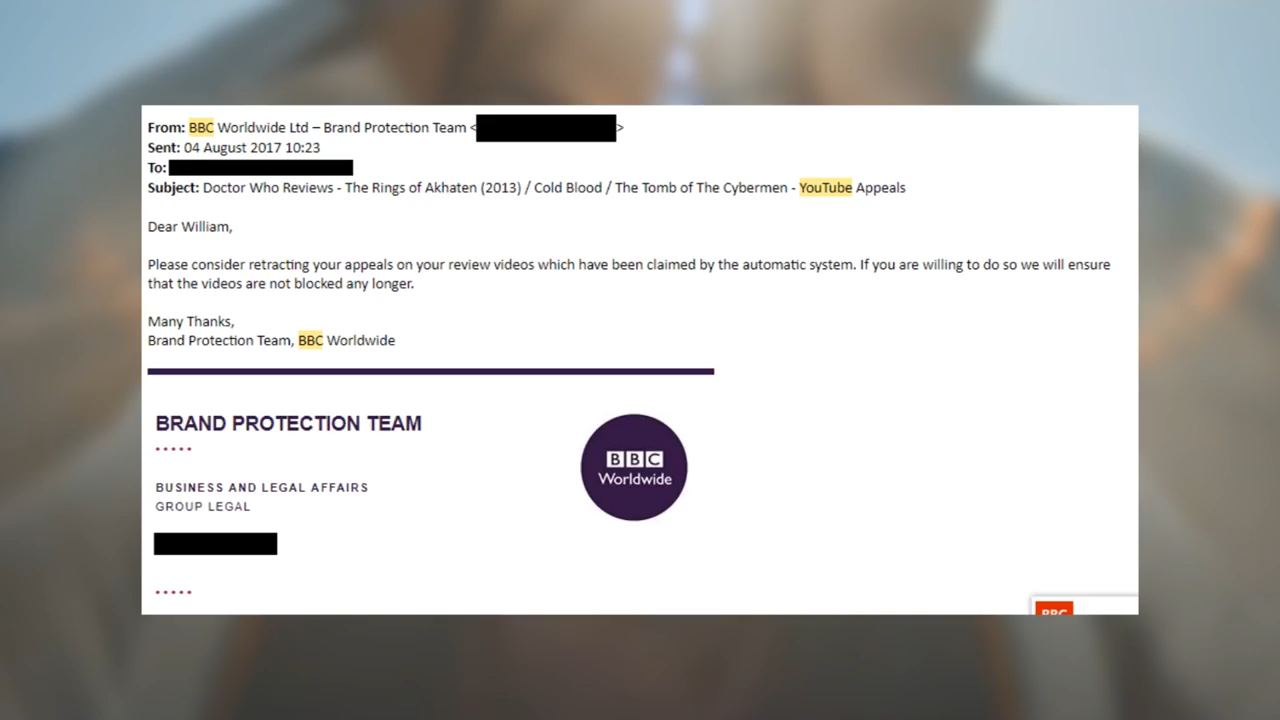 From: BBC Worldwide Ltd – Brand Protection Team < >
Sent: 04 August 2017 10:23
To:
Subject: Doctor Who Reviews - The Rings of Akhaten (2013) / Cold Blood / The Tomb of The Cybermen - YouTube Appeals
Dear William,
Please consider retracting your appeals on your review videos which have been claimed by the automatic system. If you are willing to do so we will ensure
that the videos are not blocked any longer.
Many Thanks,
Brand Protection Team, BBC Worldwide
BRAND PROTECTION TEAM
BUSINESS AND LEGAL AFFAIRS
GROUP LEGAL
BBC
Worldwide
BBC